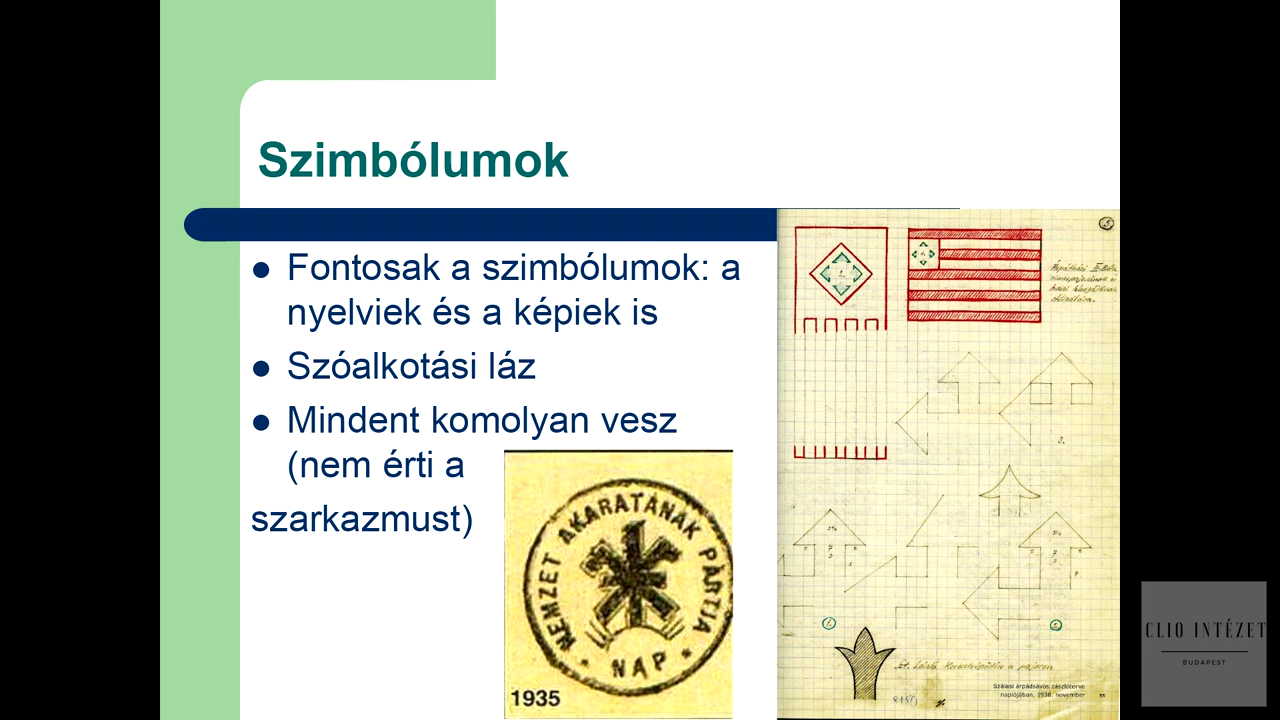 Szimbólumok
Fontosak a szimbólumok: a
nyelviek és a képiek is
Szóalkotási láz
Mindent komolyan vesz
(nem érti a
szarkazmust)
NEMZET AKARATÁNAK PÁRTJA
NAP
1935
Szálasi árpádsávos zászlóterve
naplójában, 1938. november
CLIO INTÉZET
BUDAPEST